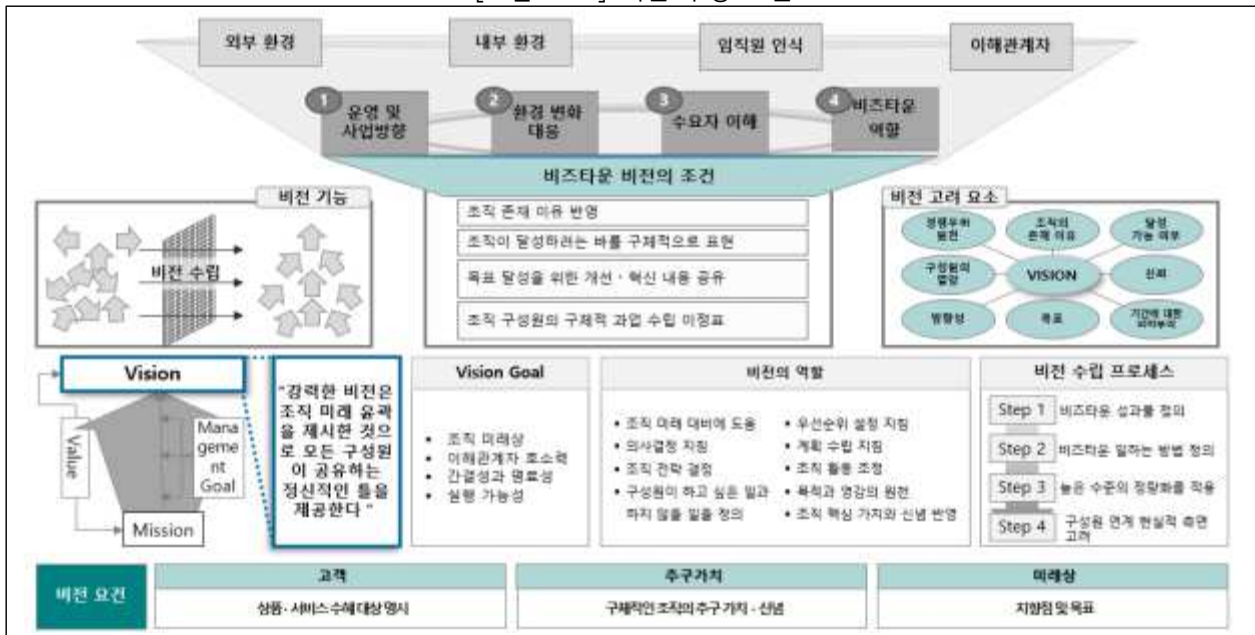 외부 환경
내부 환경
임직원 인식
이해관계자
1
운영 및
사업방향
2
환경 변화
대응
3
수요자 이해
4
비즈타운
역할
비즈타운 비전의 조건
조직 존재 이유 반영
조직이 달성하려는 바를 구체적으로 표현
목표 달성을 위한 개선·혁신 내용 공유
조직 구성원의 구체적 과업 수립 이정표
비전 기능
비전 수립
비전 고려 요소
경쟁우위
원천
조직의
존재 이유
달성
가능 여부
구성원의
열망
VISION
신뢰
방향성
목표
기간에 대한
Vision
Value
Mana
geme
nt
Goal
Mission
"강력한 비전은
조직 미래 윤곽
을 제시한 것으
로 모든 구성원
이 공유하는
정신적인 틀을
제공한다 "
Vision Goal
• 조직 미래상
• 이해관계자 호소력
• 간결성과 명료성
• 실행 가능성
비전의 역할
• 조직 미래 대비에 도움
• 의사결정 지침
• 조직 전략 결정
• 구성원이 하고 싶은 일과
하지 않을 일을 정의
• 우선순위 설정 지침
• 계획 수립 지침
• 조직 활동 조정
• 목적과 영감의 원천
• 조직 핵심 가치와 신념 반영
비전 수립 프로세스
Step 1 비즈타운 성과를 정의
Step 2 비즈타운 일하는 방법 정의
Step 3 높은 수준의 정량화를 적용
Step 4 구성원 연계 현실적 측면
고려
비전 요건
고객
상품·서비스 수혜 대상 명시
추구가치
구체적인 조직의 추구 가치·신념
미래상
지향점 및 목표